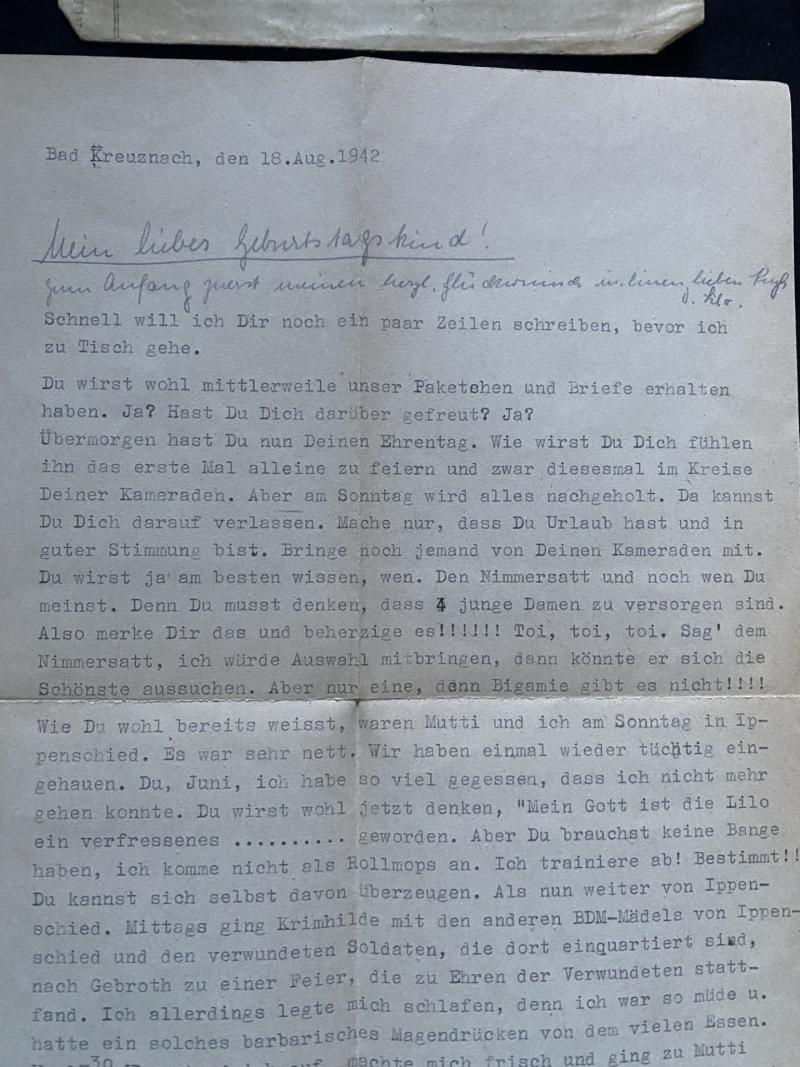 Bad Kreuznach, den 18.Aug.1942
Mein liebes Geburtstagskind!
zum Anfang zuerst meinen herzl. Glückwunsch u. einen lieben Kuß
d. Lilo.
Schnell will ich Dir noch ein paar Zeilen schreiben, bevor ich
zu Tisch gehe.
Du wirst wohl mittlerweile unser Paketchen und Briefe erhalten
haben. Ja? Hast Du Dich darüber gefreut? Ja?
Übermorgen hast Du nun Deinen Ehrentag. Wie wirst Du Dich fühlen
ihn das erste Mal alleine zu feiern und zwar diesesmal im Kreise
Deiner Kameraden. Aber am Sonntag wird alles nachgeholt. Da kannst
Du Dich darauf verlassen. Mache nur, dass Du Urlaub hast und in
guter Stimmung bist. Bringe noch jemand von Deinen Kameraden mit.
Du wirst ja am besten wissen, wen. Den Nimmersatt und noch wen Du
meinst. Denn Du musst denken, dass 4 junge Damen zu versorgen sind.
Also merke Dir das und beherzige es!!!!!! Toi, toi, toi. Sag' dem
Nimmersatt, ich würde Auswahl mitbringen, dann könnte er sich die
Schönste aussuchen. Aber nur eine, denn Bigamie gibt es nicht!!!!
Wie Du wohl bereits weisst, waren Mutti und ich am Sonntag in Ip-
penschied. Es war sehr nett. Wir haben einmal wieder tüchtig ein-
gehauen. Du, Juni, ich habe so viel gegessen, dass ich nicht mehr
gehen konnte. Du wirst wohl jetzt denken, "Mein Gott ist die Lilo
ein verfressenes .......... geworden. Aber Du brauchst keine Bange
haben, ich komme nicht als Rollmops an. Ich trainiere ab! Bestimmt!!
Du kannst sich selbst davon überzeugen. Als nun weiter von Ippen-
schied. Mittags ging Krimhilde mit den anderen BDM-Mädels von Ippen-
schied und den verwundeten Soldaten, die dort einquartiert sind,
nach Gebroth zu einer Feier, die zu Ehren der Verwundeten statt-
fand. Ich allerdings legte mich schlafen, denn ich war so müde u.
hatte ein solches barbarisches Magendrücken von dem vielen Essen.
machte mich frisch und ging zu Mutti